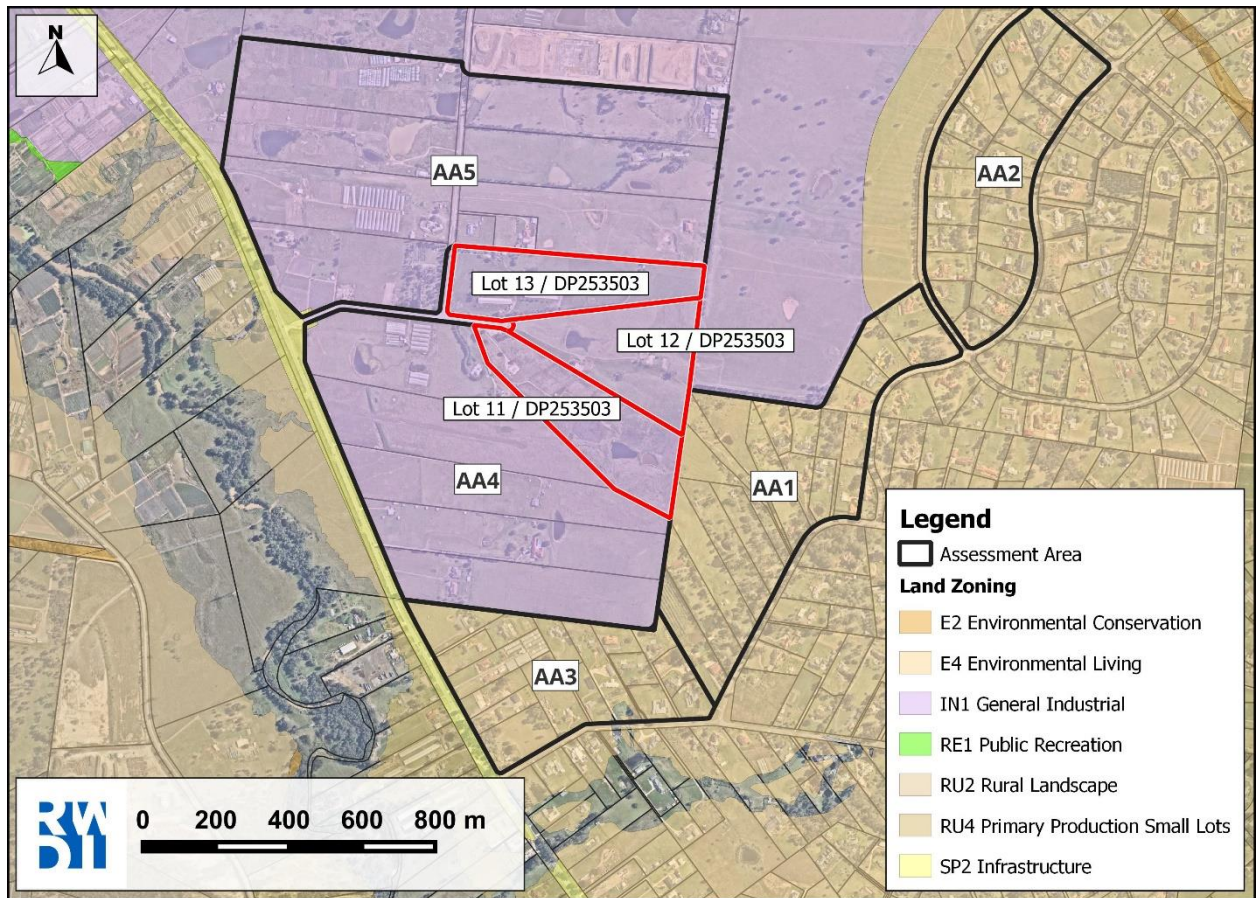 N
AA5
AA2
Lot 13 / DP253503
Lot 12 / DP253503
Lot 11 / DP253503
AA4
AA1
AA3
Legend
Assessment Area
Land Zoning
E2 Environmental Conservation
E4 Environmental Living
IN1 General Industrial
RE1 Public Recreation
RU2 Rural Landscape
RU4 Primary Production Small Lots
SP2 Infrastructure
RW
DI
0 200 400 600 800 m